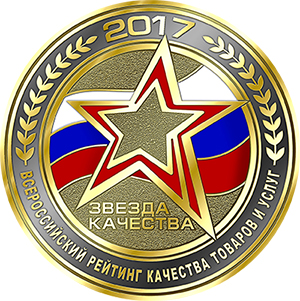 2017
ЗВЕЗДА
КАЧЕСТВА
ВСЕРОССИЙСКИЙ РЕЙТИНГ КАЧЕСТВА ТОВАРОВ И УСЛУГ